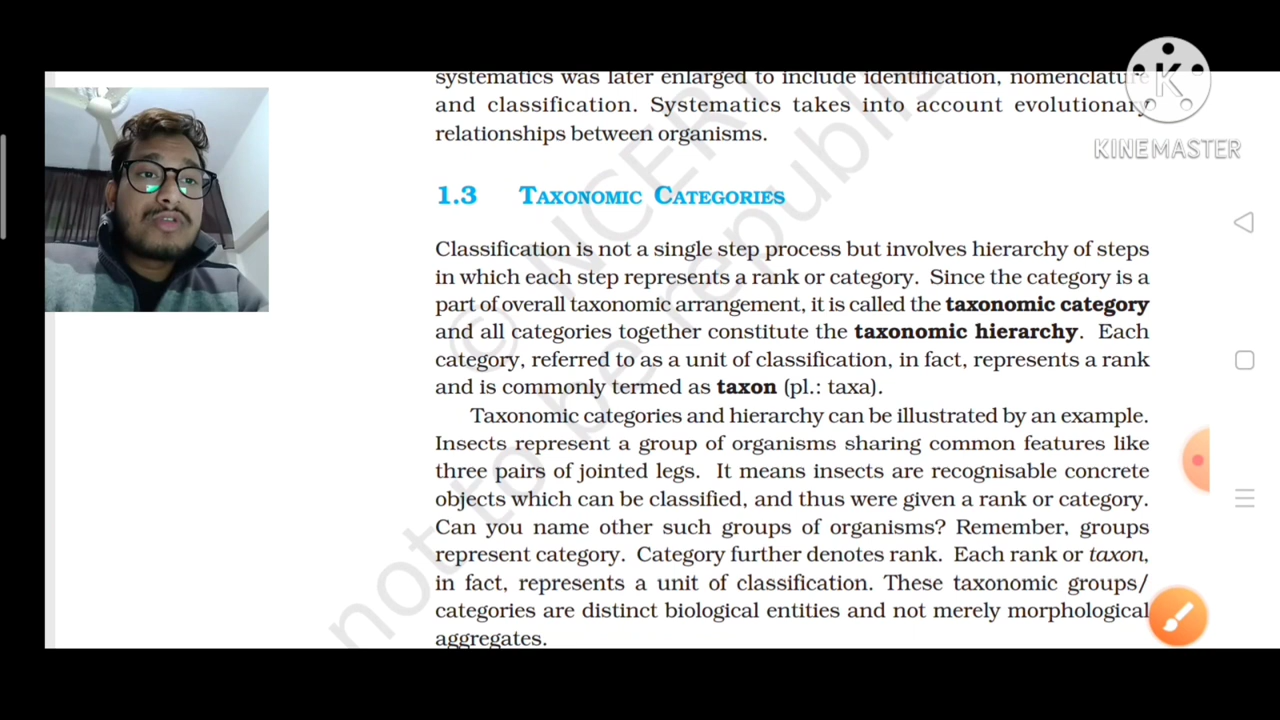 systematics was later enlarged to include identification, nomenclature
and classification. Systematics takes into account evolutionary
relationships between organisms.
K
KINEMASTER
1.3 TAXONOMIC CATEGORIES
Classification is not a single step process but involves hierarchy of steps
in which each step represents a rank or category. Since the category is a
part of overall taxonomic arrangement, it is called the taxonomic category
and all categories together constitute the taxonomic hierarchy. Each
category, referred to as a unit of classification, in fact, represents a rank
and is commonly termed as taxon (pl.: taxa).
Taxonomic categories and hierarchy can be illustrated by an example.
Insects represent a group of organisms sharing common features like
three pairs of jointed legs. It means insects are recognisable concrete
objects which can be classified, and thus were given a rank or category.
Can you name other such groups of organisms? Remember, groups
represent category. Category further denotes rank. Each rank or taxon,
in fact, represents a unit of classification. These taxonomic groups/
categories are distinct biological entities and not merely morphological
aggregates.
© NCERT
not to be republis